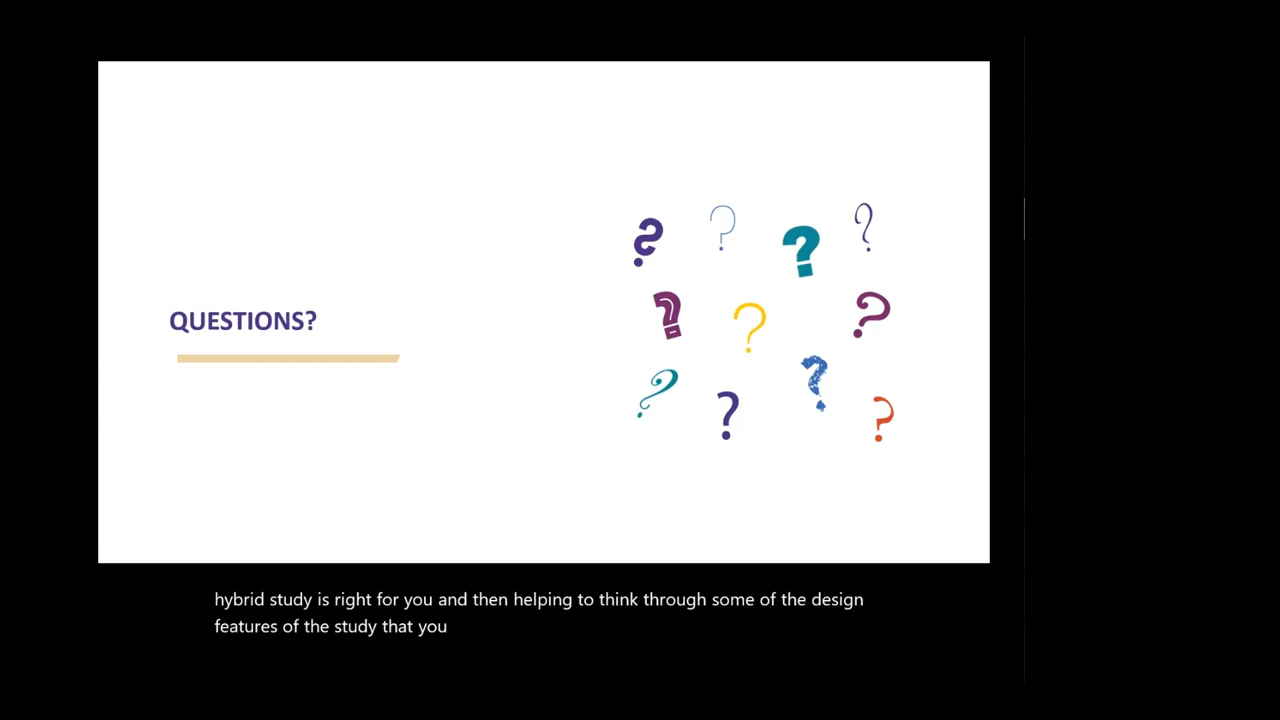 QUESTIONS?
? ? ? ?
? ? ?
? ? ? ?
hybrid study is right for you and then helping to think through some of the design
features of the study that you